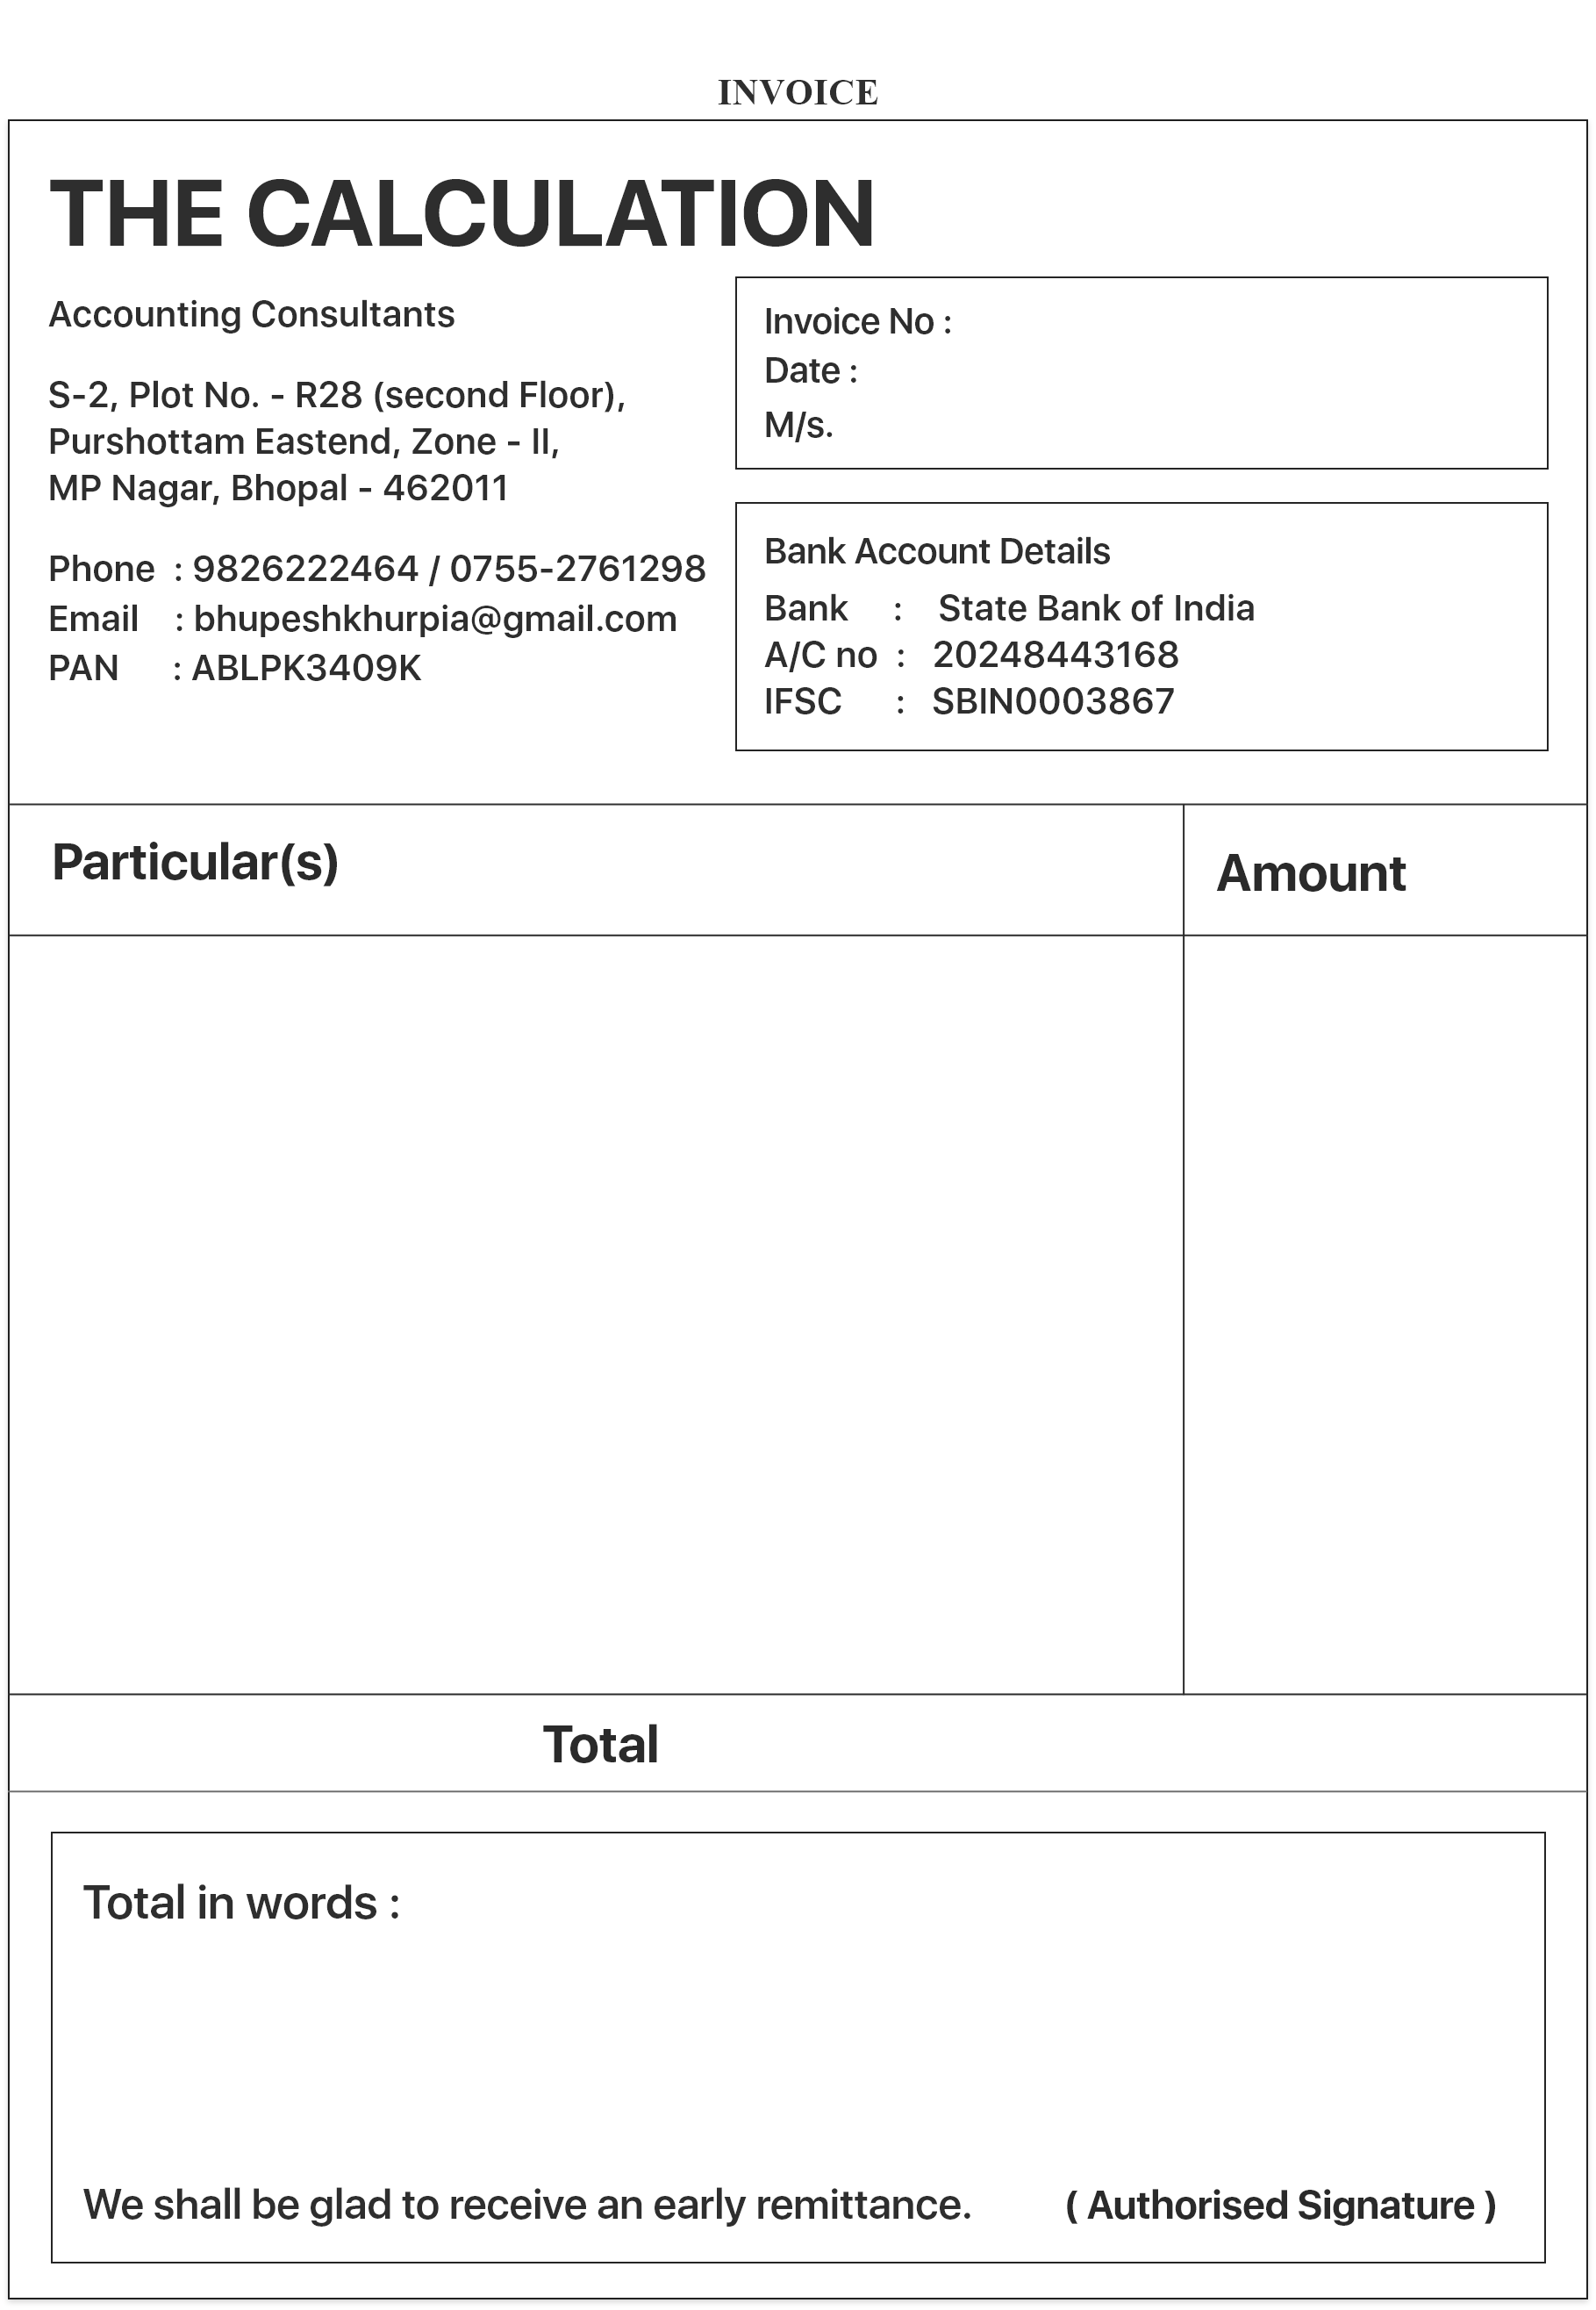 INVOICE
THE CALCULATION
Accounting Consultants
S-2, Plot No. - R28 (second Floor),
Purshottam Eastend, Zone - II,
MP Nagar, Bhopal - 462011
Phone : 9826222464 / 0755-2761298
Email : bhupeshkhurpia@gmail.com
PAN : ABLPK3409K
Invoice No :
Date :
M/s.
Bank Account Details
Bank : State Bank of India
A/C no : 20248443168
IFSC : SBIN0003867
Particular(s) Amount
Total
Total in words :
We shall be glad to receive an early remittance. ( Authorised Signature )